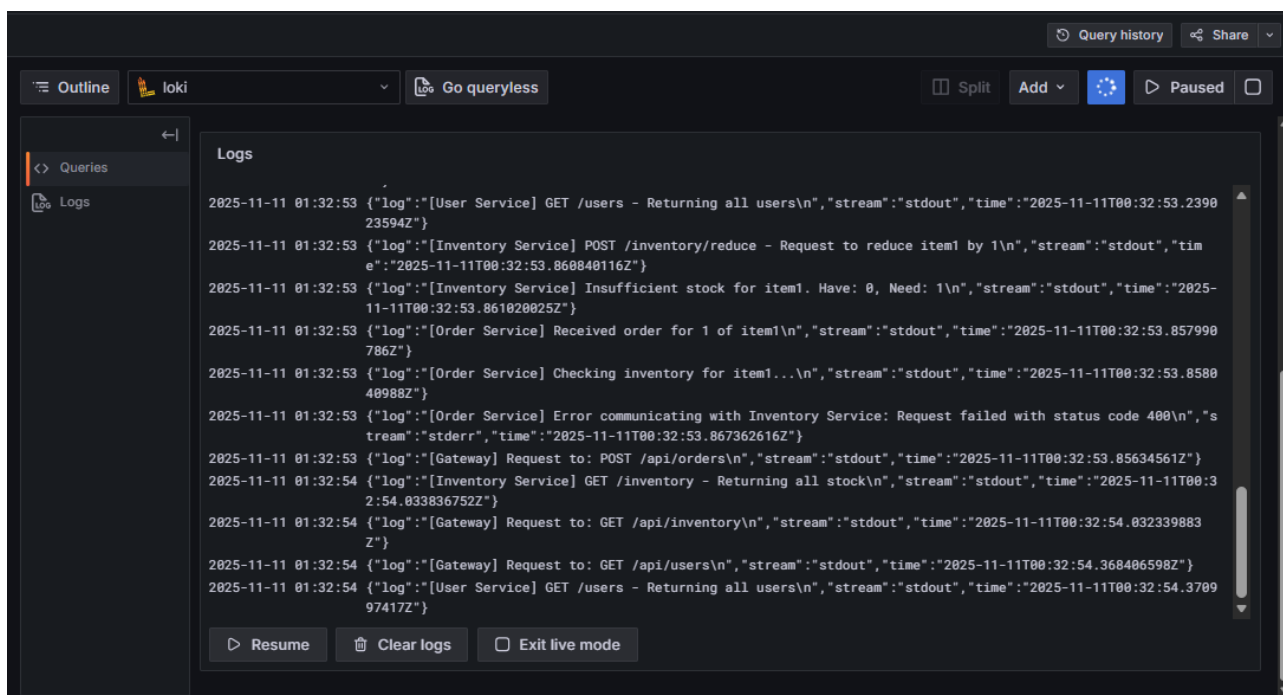 Query history
Share
Outline
loki
Go queryless
Split
Add
Paused
Queries
Logs
Logs
2025-11-11 01:32:53 {"log":"[User Service] GET /users - Returning all users\n","stream":"stdout","time":"2025-11-11T00:32:53.2390
23594Z"}
2025-11-11 01:32:53 {"log":"[Inventory Service] POST /inventory/reduce - Request to reduce item1 by 1\n","stream":"stdout","tim
e":"2025-11-11T00:32:53.860840116Z"}
2025-11-11 01:32:53 {"log":"[Inventory Service] Insufficient stock for item1. Have: 0, Need: 1\n","stream":"stdout","time":"2025-
11-11T00:32:53.861020025Z"}
2025-11-11 01:32:53 {"log":"[Order Service] Received order for 1 of item1\n","stream":"stdout","time":"2025-11-11T00:32:53.857990
786Z"}
2025-11-11 01:32:53 {"log":"[Order Service] Checking inventory for item1...\n","stream":"stdout","time":"2025-11-11T00:32:53.8580
40988Z"}
2025-11-11 01:32:53 {"log":"[Order Service] Error communicating with Inventory Service: Request failed with status code 400\n","s
tream":"stderr","time":"2025-11-11T00:32:53.867362616Z"}
2025-11-11 01:32:53 {"log":"[Gateway] Request to: POST /api/orders\n","stream":"stdout","time":"2025-11-11T00:32:53.85634561Z"}
2025-11-11 01:32:54 {"log":"[Inventory Service] GET /inventory - Returning all stock\n","stream":"stdout","time":"2025-11-11T00:3
2:54.033836752Z"}
2025-11-11 01:32:54 {"log":"[Gateway] Request to: GET /api/inventory\n","stream":"stdout","time":"2025-11-11T00:32:54.032339883
Z"}
2025-11-11 01:32:54 {"log":"[Gateway] Request to: GET /api/users\n","stream":"stdout","time":"2025-11-11T00:32:54.368406598Z"}
2025-11-11 01:32:54 {"log":"[User Service] GET /users - Returning all users\n","stream":"stdout","time":"2025-11-11T00:32:54.3709
97417Z"}
Resume
Clear logs
Exit live mode